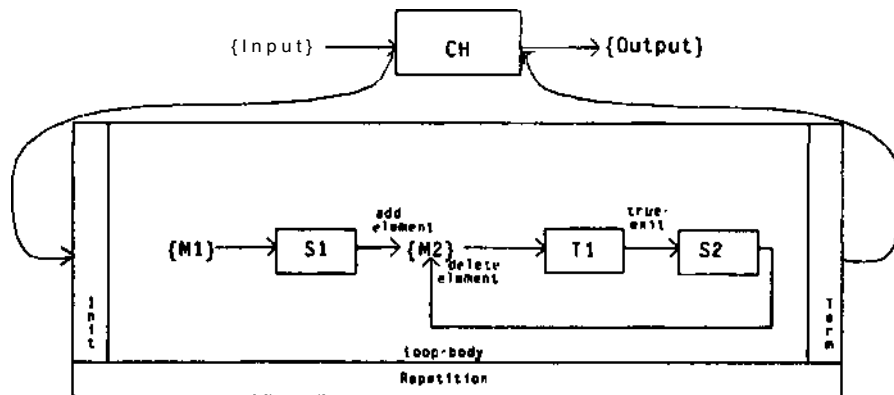 {Input}
CH
{Output}
{M1}
S1
add
element
{M2}
delete
element
T1
true-
exit
S2
Init
Term
Loop-body
Repetition